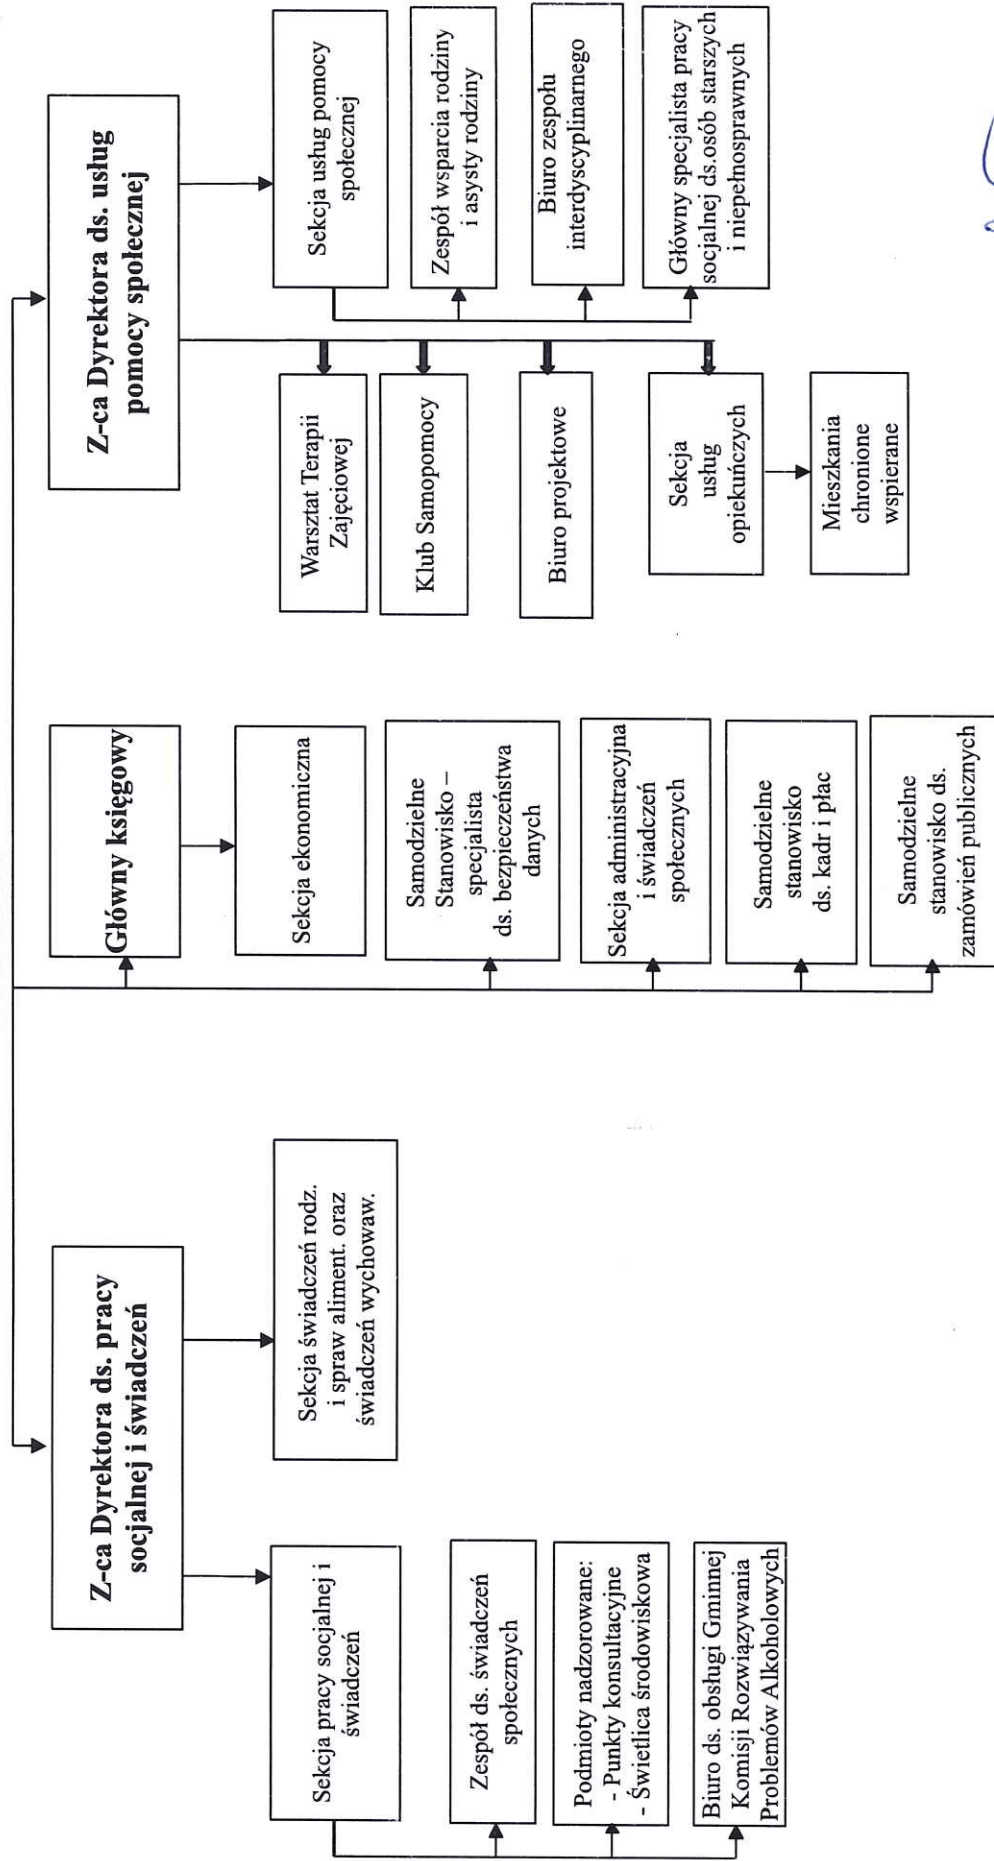 Z-ca Dyrektora ds. pracy
socjalnej i świadczeń
Sekcja pracy socjalnej i
świadczeń
Zespół ds. świadczeń
społecznych
Podmioty nadzorowane:
- Punkty konsultacyjne
- Świetlica środowiskowa
Biuro ds. obsługi Gminnej
Komisji Rozwiązywania
Problemów Alkoholowych
Sekcja świadczeń rodz.
i spraw aliment. oraz
świadczeń wychowaw.
Główny księgowy
Sekcja ekonomiczna
Samodzielne
Stanowisko –
specjalista
ds. bezpieczeństwa
danych
Sekcja administracyjna
i świadczeń
społecznych
Samodzielne
stanowisko
ds. kadr i płac
Samodzielne
stanowisko ds.
zamówień publicznych
Z-ca Dyrektora ds. usług
pomocy społecznej
Warsztat Terapii
Zajęciowej
Klub Samopomocy
Biuro projektowe
Sekcja
usług
opiekuńczych
Mieszkania
chronione
wspierane
Sekcja usług pomocy
społecznej
Zespół wsparcia rodziny
i asysty rodziny
Biuro zespołu
interdyscyplinarnego
Główny specjalista pracy
socjalnej ds.osób starszych
i niepełnosprawnych